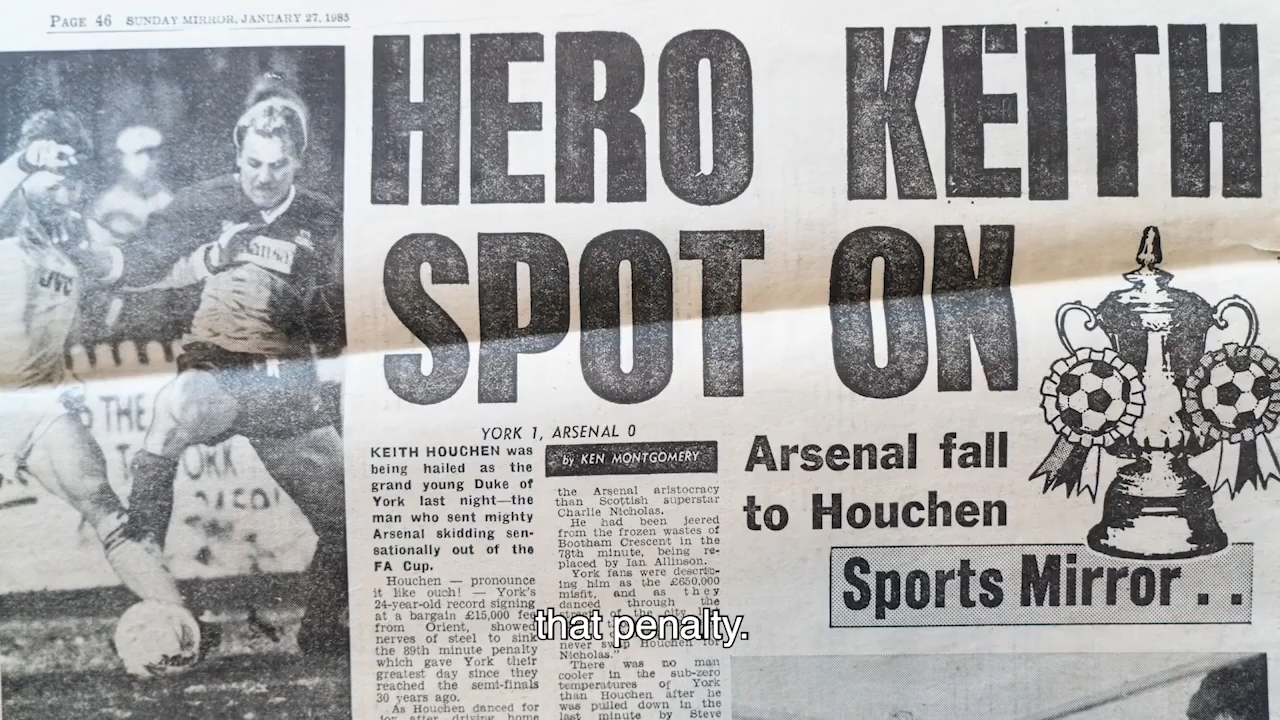 PAGE 46 SUNDAY MIRROR, JANUARY 27, 1985
HERO KEITH
SPOT ON
YORK 1, ARSENAL 0
KEITH HOUCHEN was
being hailed as the
grand young Duke of
York last night—the
man who sent mighty
Arsenal skidding sen-
sationally out of the
FA Cup.
Houchen — pronounce
it like ouch! — York's
24-year-old record signing
at a bargain £15,000 fee
from Orient, showed
nerves of steel to sink
the 89th minute penalty
which gave York their
greatest day since they
reached the semi-finals
30 years ago.
As Houchen danced for
joy after driving home
by KEN MONTGOMERY
the Arsenal aristocracy
than Scottish superstar
Charlie Nicholas.
He had been jeered
from the frozen wastes of
Bootham Crescent in the
78th minute, being re-
placed by Ian Allinson.
York fans were describ-
ing him as the £650,000
misfit, and as they
danced through the
streets of the city
never swap Houchen for
Nicholas."
There was no man
cooler in the sub-zero
temperatures of York
than Houchen after he
was pulled down in the
last minute by Steve
Arsenal fall
to Houchen
Sports Mirror . .
that penalty.
THE